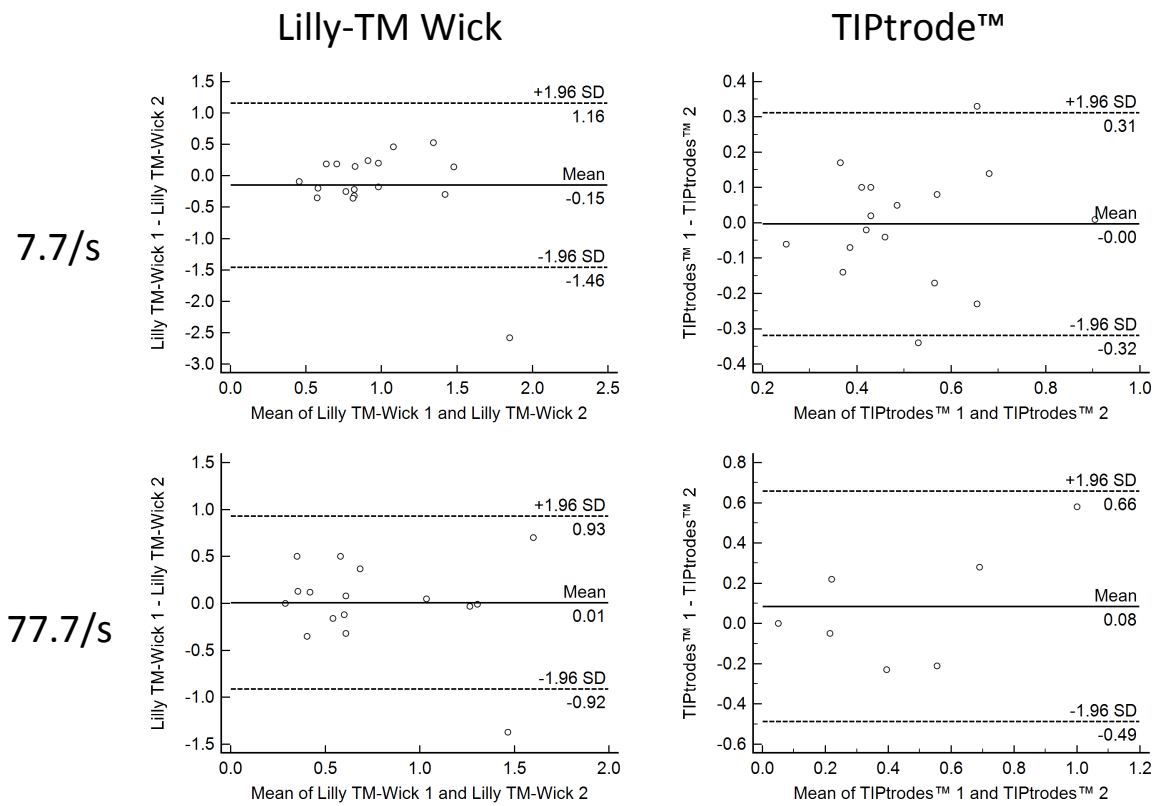 Lilly-TM Wick
TIPtrode™
7.7/s
Lilly TM-Wick 1 - Lilly TM-Wick 2
1.5
1.0
0.5
0.0
-0.5
-1.0
-1.5
-2.0
-2.5
-3.0
+1.96 SD
1.16
Mean
-0.15
-1.96 SD
-1.46
0.0 0.5 1.0 1.5 2.0 2.5
Mean of Lilly TM-Wick 1 and Lilly TM-Wick 2
TIPtrodes™ 1 - TIPtrodes™ 2
0.4
0.3
0.2
0.1
0.0
-0.1
-0.2
-0.3
-0.4
+1.96 SD
0.31
Mean
-0.00
-1.96 SD
-0.32
0.2 0.4 0.6 0.8 1.0
Mean of TIPtrodes™ 1 and TIPtrodes™ 2
77.7/s
Lilly TM-Wick 1 - Lilly TM-Wick 2
1.5
1.0
0.5
0.0
-0.5
-1.0
-1.5
+1.96 SD
0.93
Mean
0.01
-1.96 SD
-0.92
0.0 0.5 1.0 1.5 2.0
Mean of Lilly TM-Wick 1 and Lilly TM-Wick 2
TIPtrodes™ 1 - TIPtrodes™ 2
0.8
0.6
0.4
0.2
0.0
-0.2
-0.4
-0.6
+1.96 SD
0.66
Mean
0.08
-1.96 SD
-0.49
0.0 0.2 0.4 0.6 0.8 1.0 1.2
Mean of TIPtrodes™ 1 and TIPtrodes™ 2